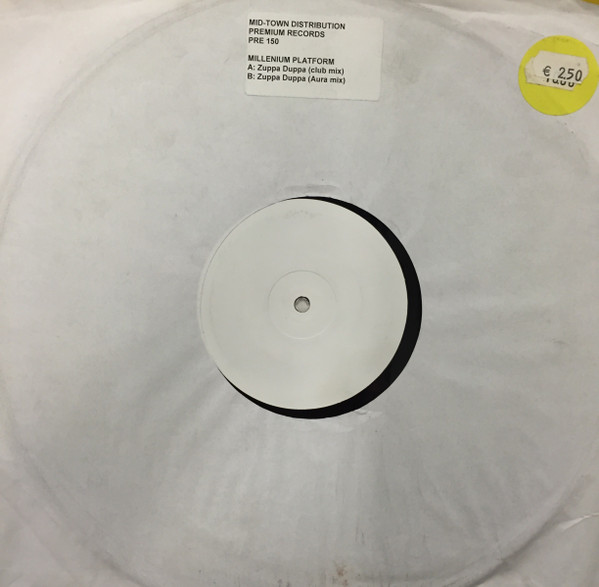 MID-TOWN DISTRIBUTION
PREMIUM RECORDS
PRE 150
MILLENIUM PLATFORM
A: Zuppa Duppa (club mix)
B: Zuppa Duppa (Aura mix)
€ 250